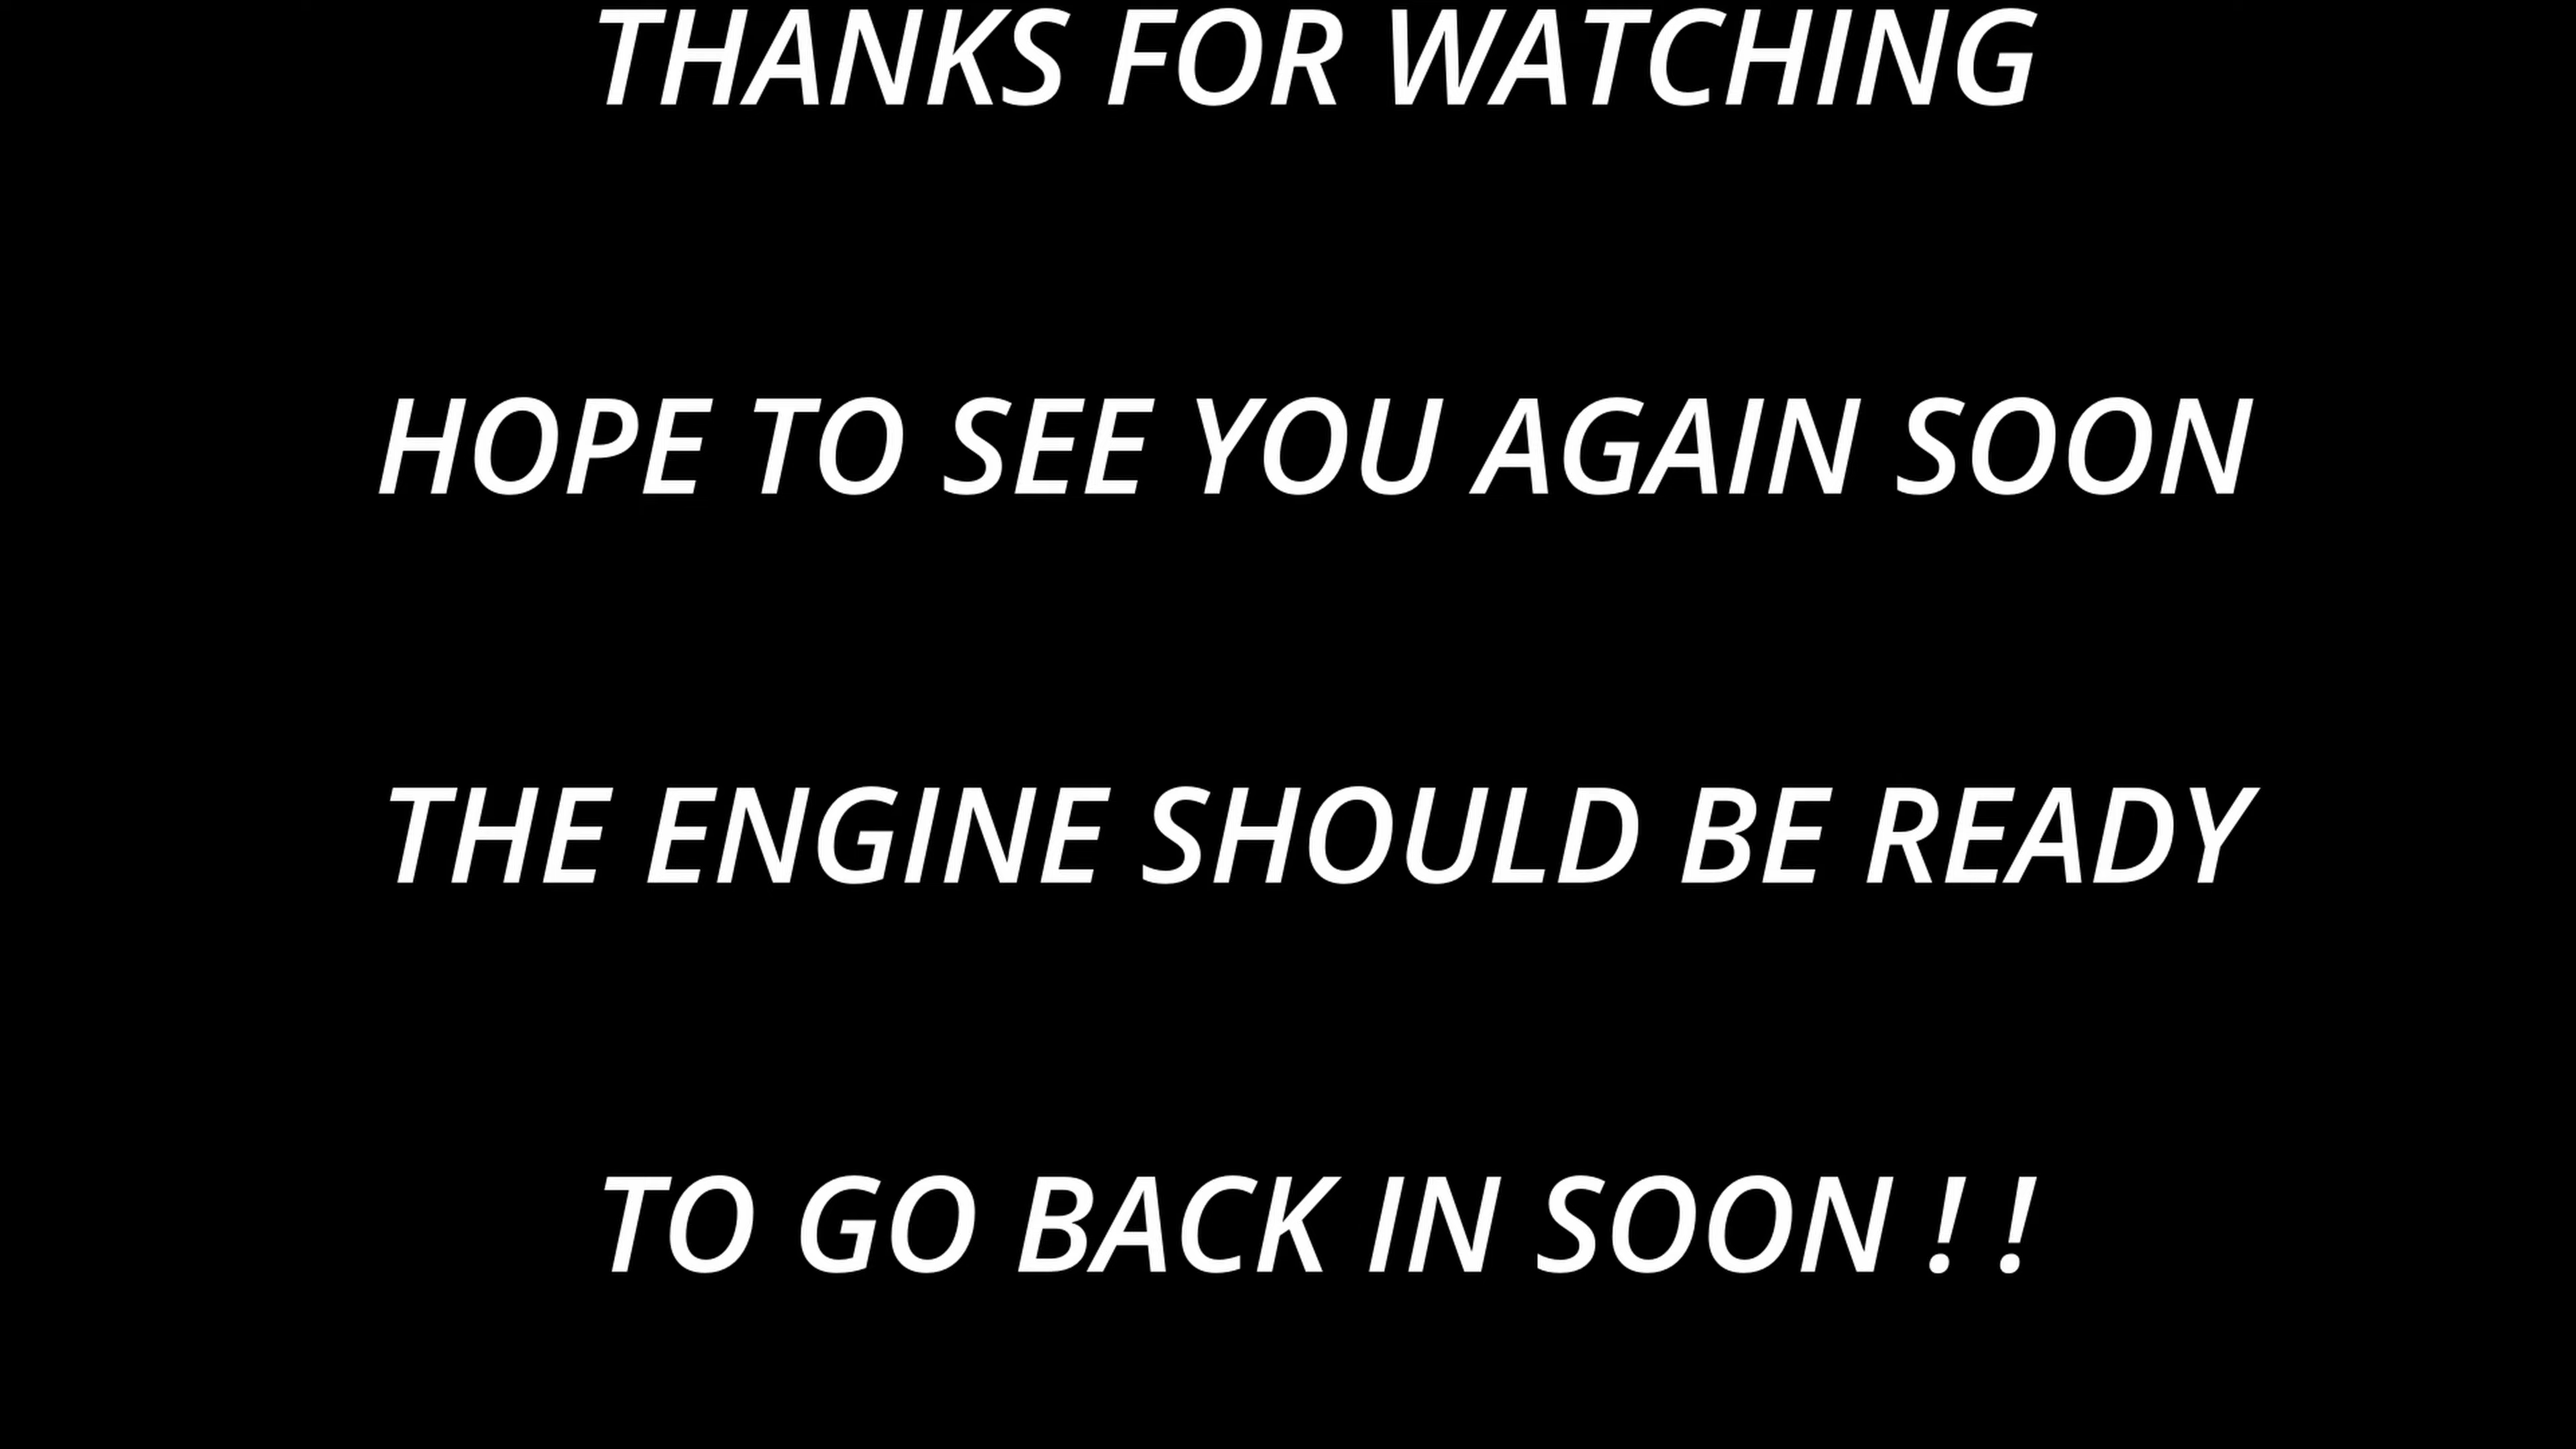 THANKS FOR WATCHING
HOPE TO SEE YOU AGAIN SOON
THE ENGINE SHOULD BE READY
TO GO BACK IN SOON ! !